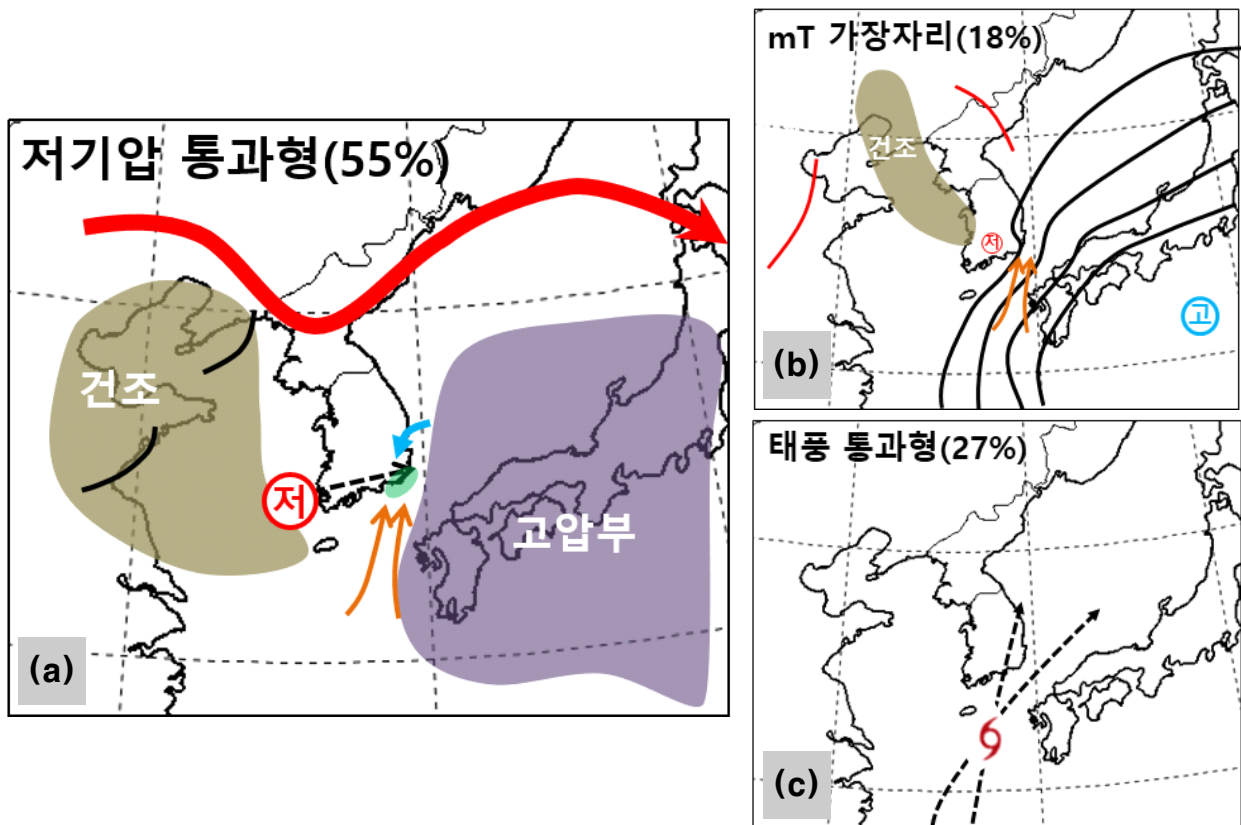 저기압 통과형(55%)
건조
저
고압부
(a)
mT 가장자리(18%)
건조
저
고
(b)
태풍 통과형(27%)
(c)